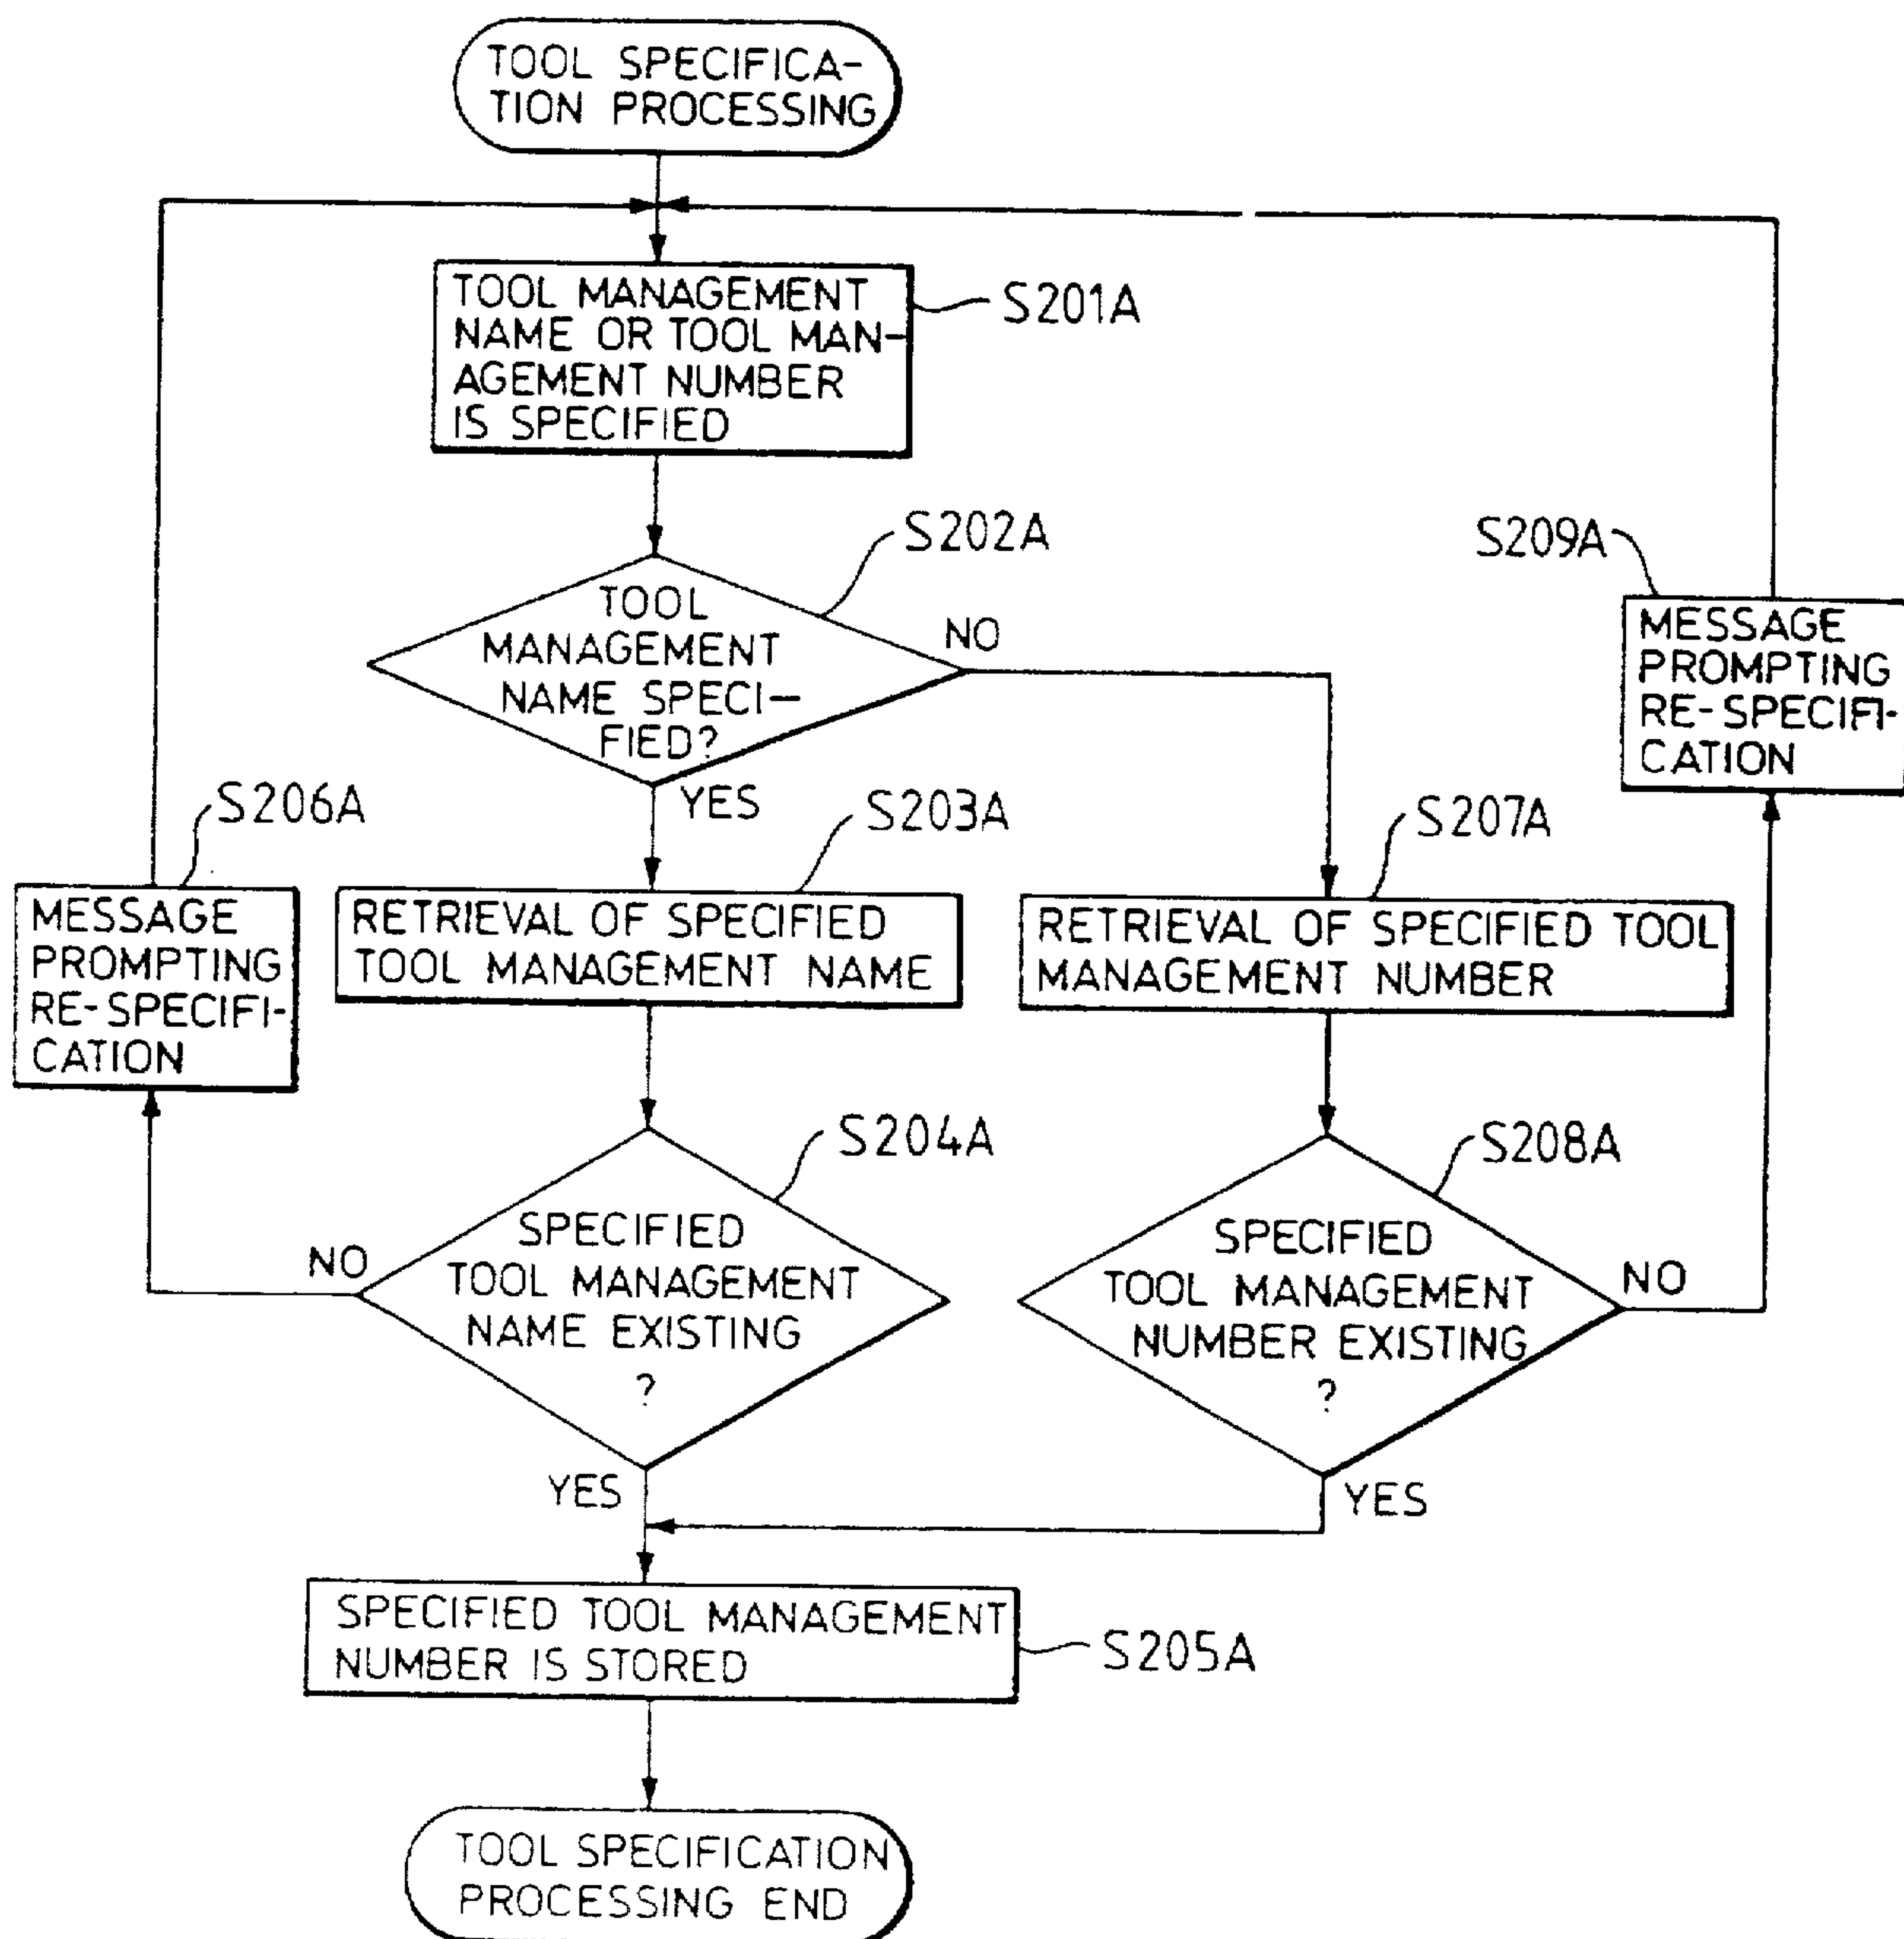 TOOL SPECIFICA-
TION PROCESSING
TOOL MANAGEMENT
NAME OR TOOL MAN-
AGEMENT NUMBER
IS SPECIFIED
S201A
S202A
TOOL
MANAGEMENT
NAME SPECI-
FIED?
NO
YES
S209A
MESSAGE
PROMPTING
RE-SPECIFI-
CATION
S206A
MESSAGE
PROMPTING
RE-SPECIFI-
CATION
S203A
RETRIEVAL OF SPECIFIED
TOOL MANAGEMENT NAME
S207A
RETRIEVAL OF SPECIFIED TOOL
MANAGEMENT NUMBER
S204A
SPECIFIED
TOOL MANAGEMENT
NAME EXISTING
?
NO
YES
S208A
SPECIFIED
TOOL MANAGEMENT
NUMBER EXISTING
?
NO
YES
SPECIFIED TOOL MANAGEMENT
NUMBER IS STORED
S205A
TOOL SPECIFICATION
PROCESSING END